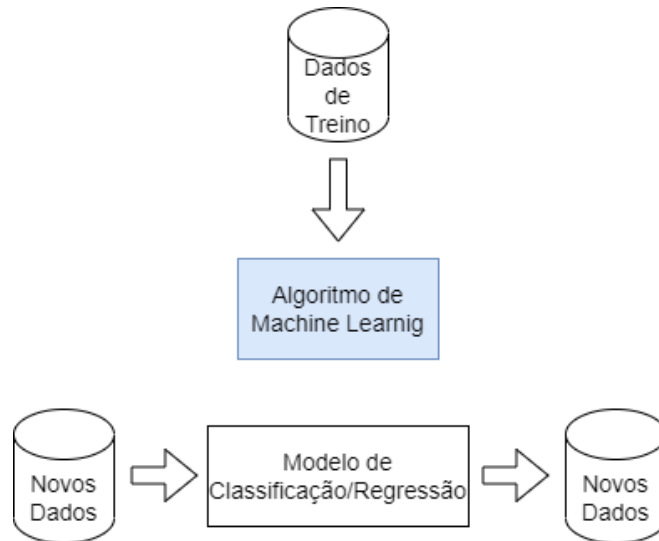 Dados
de
Treino
Algoritmo de
Machine Learnig
Novos
Dados
Modelo de
Classificação/Regressão
Novos
Dados